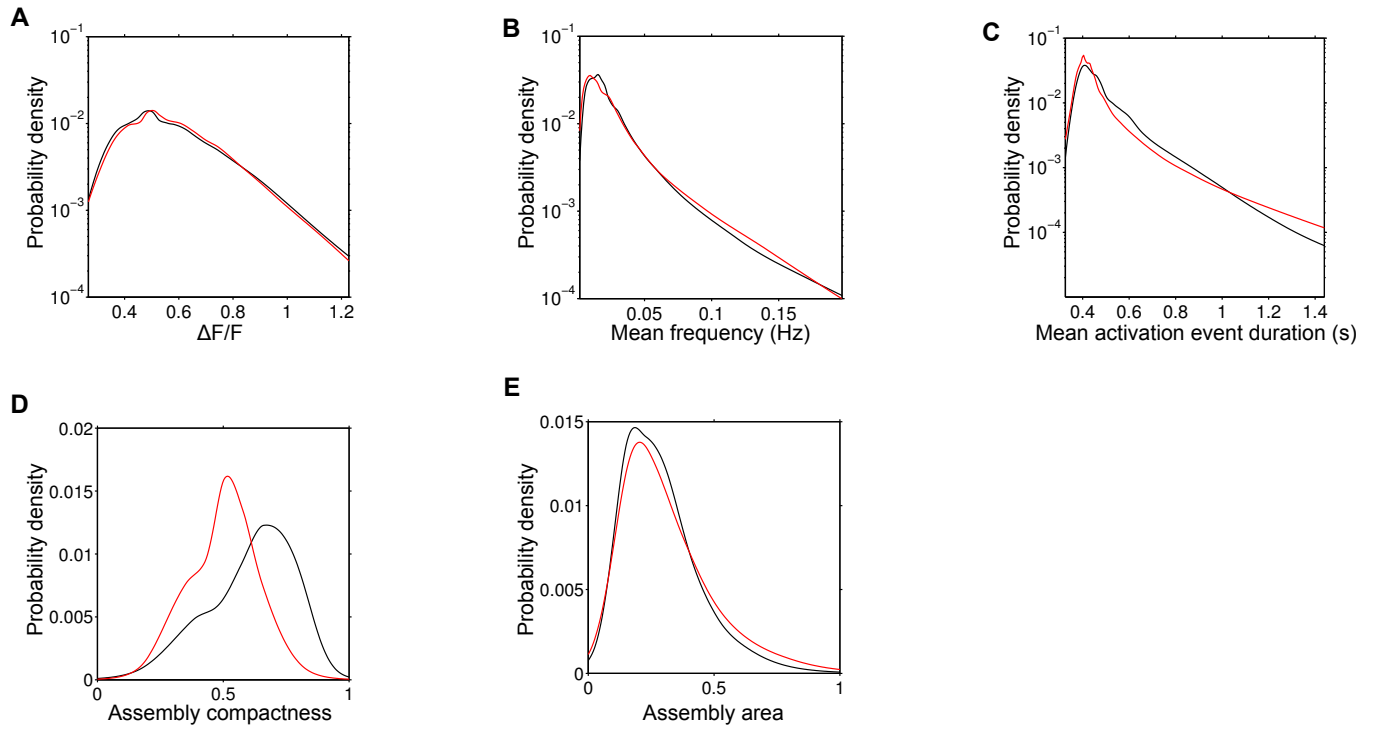 A
Probability density
10⁻¹
10⁻²
10⁻³
10⁻⁴
0.4 0.6 0.8 1 1.2
ΔF/F
B
Probability density
10⁻¹
10⁻²
10⁻³
10⁻⁴
0.05 0.1 0.15
Mean frequency (Hz)
C
Probability density
10⁻¹
10⁻²
10⁻³
10⁻⁴
0.4 0.6 0.8 1 1.2 1.4
Mean activation event duration (s)
D
Probability density
0.02
0.015
0.01
0.005
0
0 0.5 1
Assembly compactness
E
Probability density
0.015
0.01
0.005
0
0 0.5 1
Assembly area